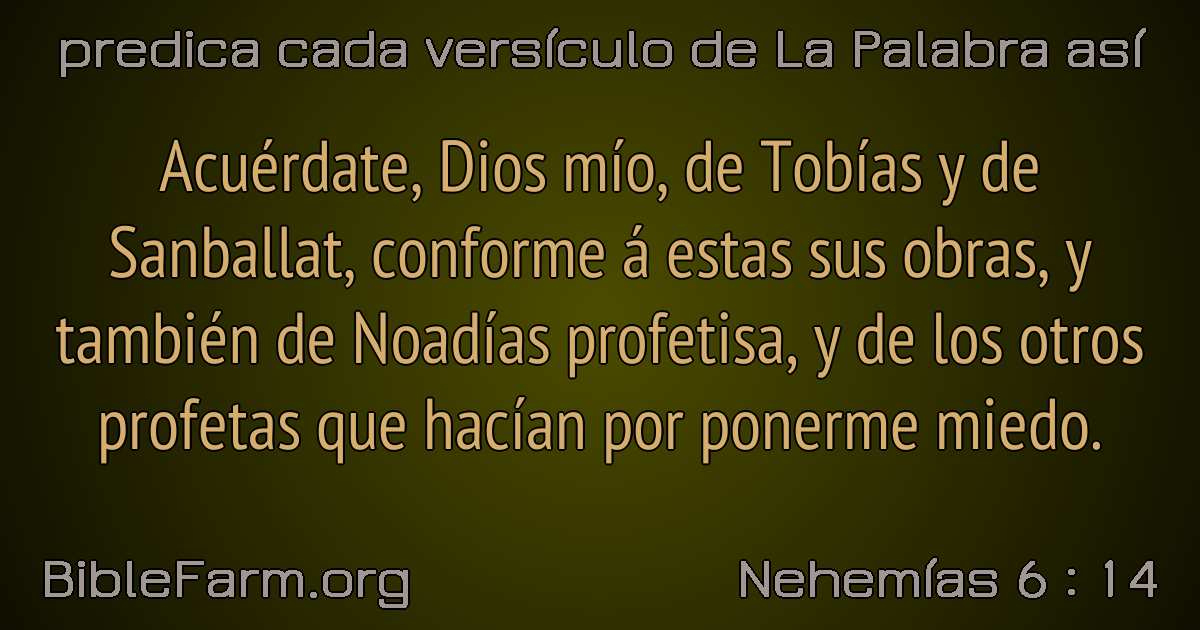 predica cada versículo de La Palabra así
Acuérdate, Dios mío, de Tobías y de
Sanballat, conforme á estas sus obras, y
también de Noadías profetisa, y de los otros
profetas que hacían por ponerme miedo.
BibleFarm.org
Nehemías 6 : 14